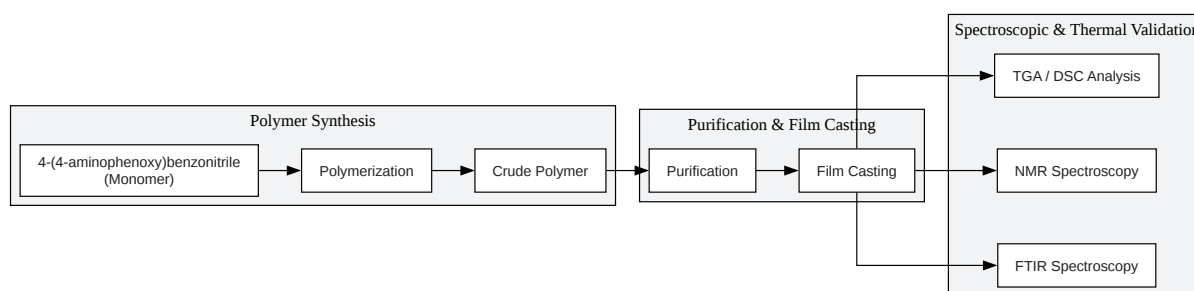 Spectroscopic & Thermal Validation
TGA / DSC Analysis
Polymer Synthesis
Purification & Film Casting
4-(4-aminophenoxy)benzonitrile
(Monomer)
Polymerization
Crude Polymer
Purification
Film Casting
NMR Spectroscopy
FTIR Spectroscopy